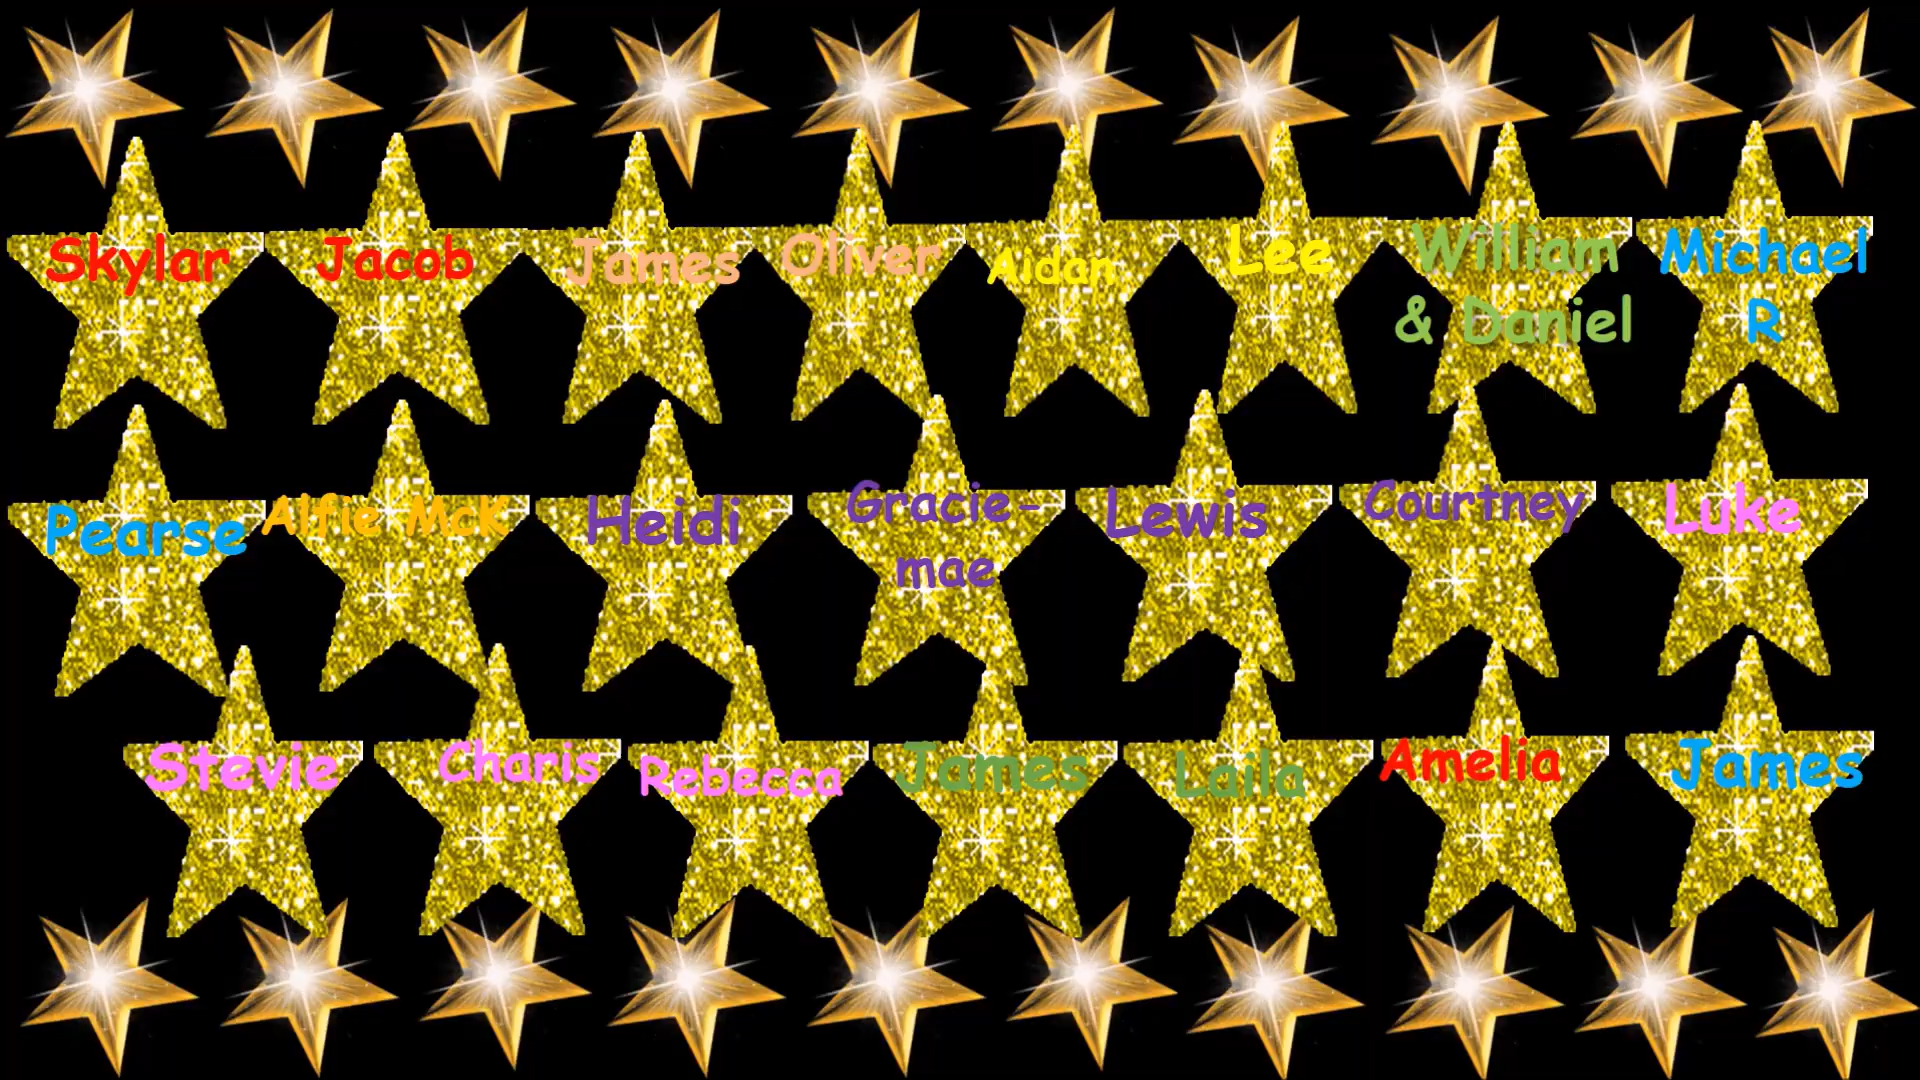 Skylar
Jacob
James
Oliver
Aidan
Lee
William
& Daniel
Michael
R
Pearse
Alfie McK
Heidi
Gracie-
mae
Lewis
Courtney
Luke
Stevie
Charis
Rebecca
James
Laila
Amelia
James